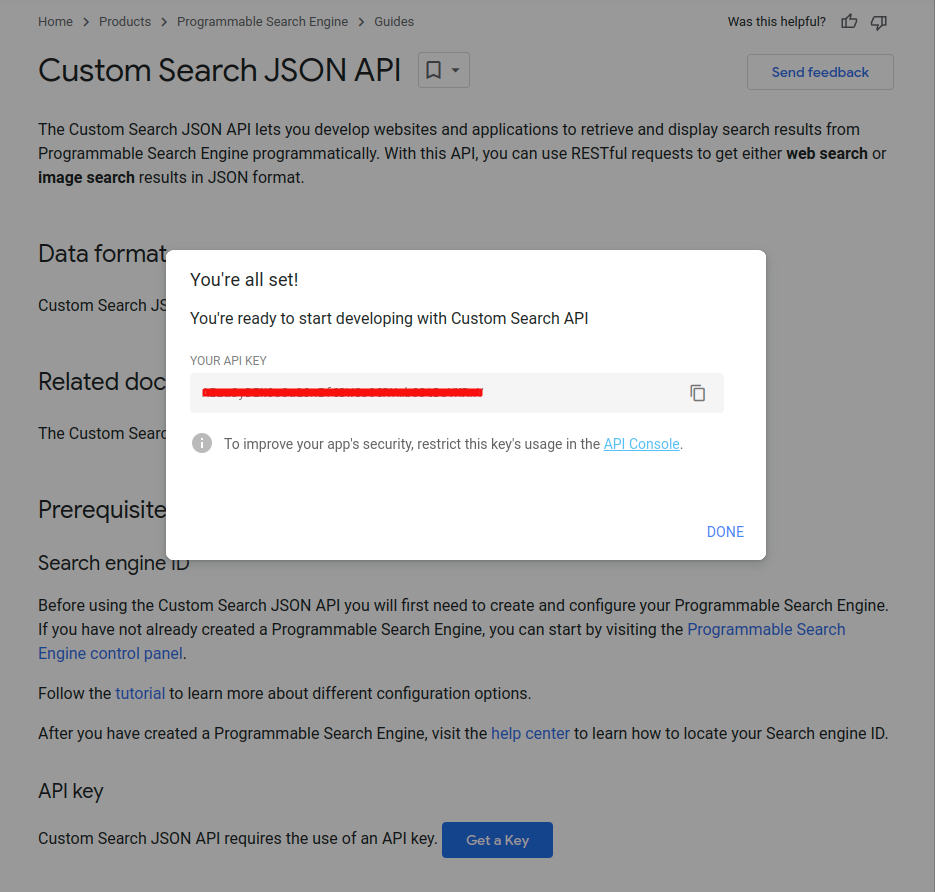 Home > Products > Programmable Search Engine > Guides
Was this helpful?
Custom Search JSON API
Send feedback
The Custom Search JSON API lets you develop websites and applications to retrieve and display search results from
Programmable Search Engine programmatically. With this API, you can use RESTful requests to get either web search or
image search results in JSON format.
Data format
Custom Search JS
Related doc
The Custom Searc
You're all set!
You're ready to start developing with Custom Search API
YOUR API KEY
To improve your app's security, restrict this key's usage in the API Console.
DONE
Prerequisite
Search engine ID
Before using the Custom Search JSON API you will first need to create and configure your Programmable Search Engine.
If you have not already created a Programmable Search Engine, you can start by visiting the Programmable Search
Engine control panel.
Follow the tutorial to learn more about different configuration options.
After you have created a Programmable Search Engine, visit the help center to learn how to locate your Search engine ID.
API key
Custom Search JSON API requires the use of an API key.
Get a Key